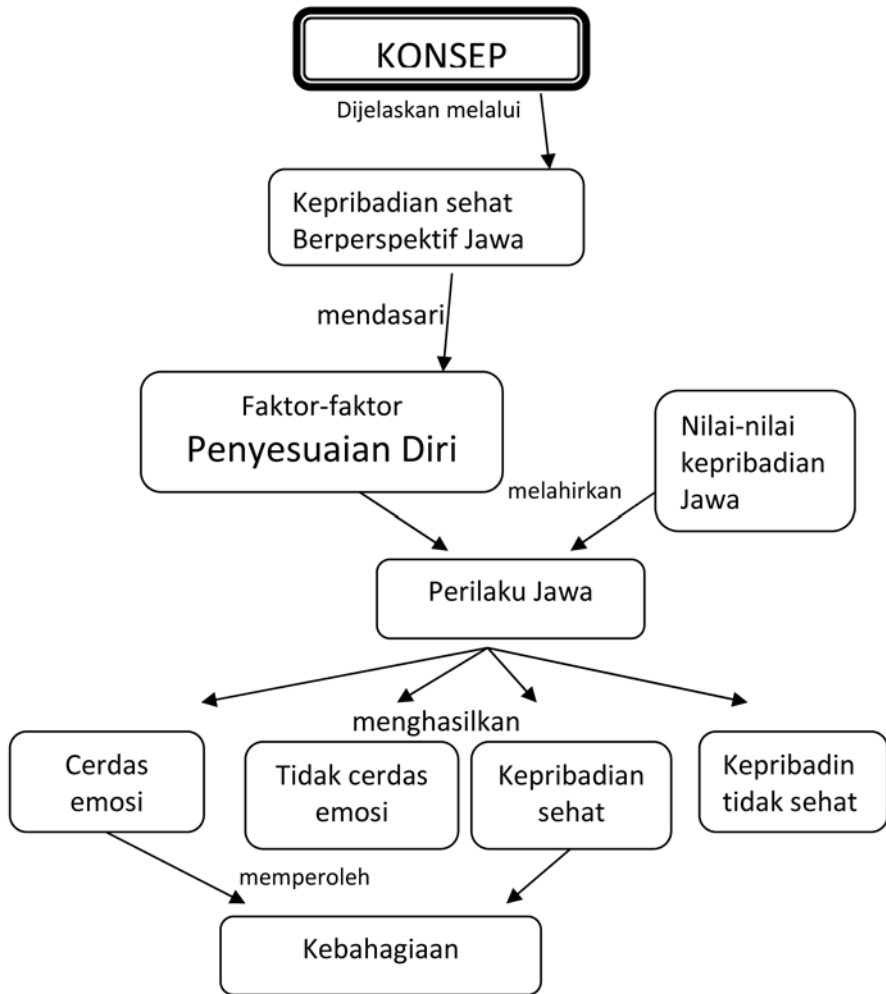 KONSEP
Dijelaskan melalui
Kepribadian sehat
Berperspektif Jawa
mendasari
Faktor-faktor
Penyesuaian Diri
Nilai-nilai
kepribadian
Jawa
melahirkan
Perilaku Jawa
menghasilkan
Cerdas
emosi
Tidak cerdas
emosi
Kepribadian
sehat
Kepribadin
tidak sehat
memperoleh
Kebahagiaan